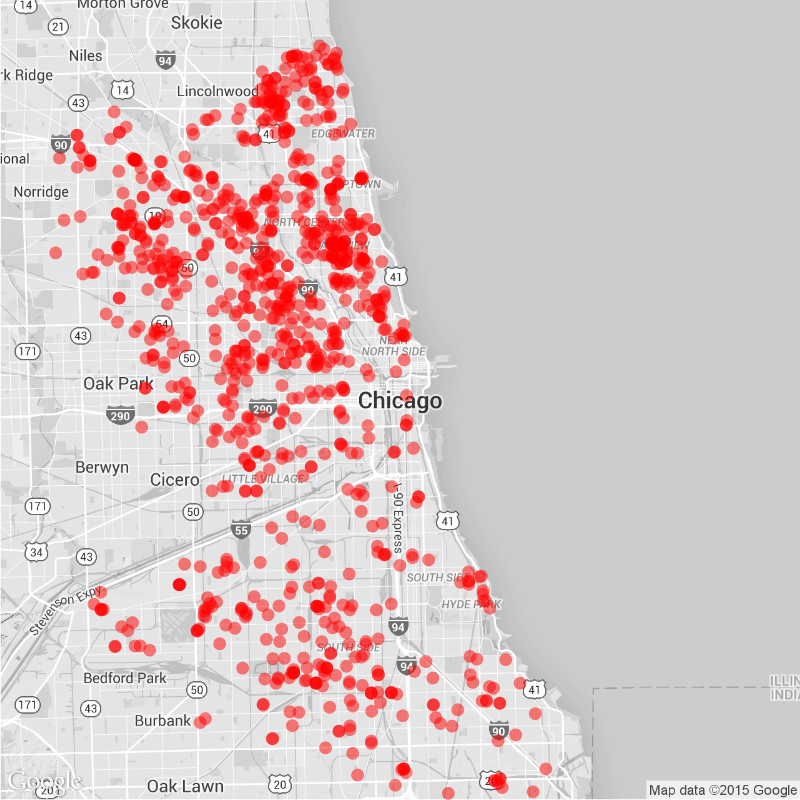 14
Morton Grove
21
Skokie
Niles
94
rk Ridge
14
Lincolnwood
43
41
EDGEWATER
90
ional
Norridge
PTOWN
19
NORTH CENTER
50
90
41
64
43
171
50
NEAR
NORTH SIDE
Oak Park
290
290
Chicago
Berwyn
Cicero
LITTLE VILLAGE
171
50
I-90 Express
41
55
34
43
SOUTH SIDE
Stevenson Expy
HYDE PARK
94
SOUTH SIDE
94
Bedford Park
50
41
ILLIN
INDIA
171
43
Burbank
90
Google
20
Oak Lawn
20
20
Map data ©2015 Google